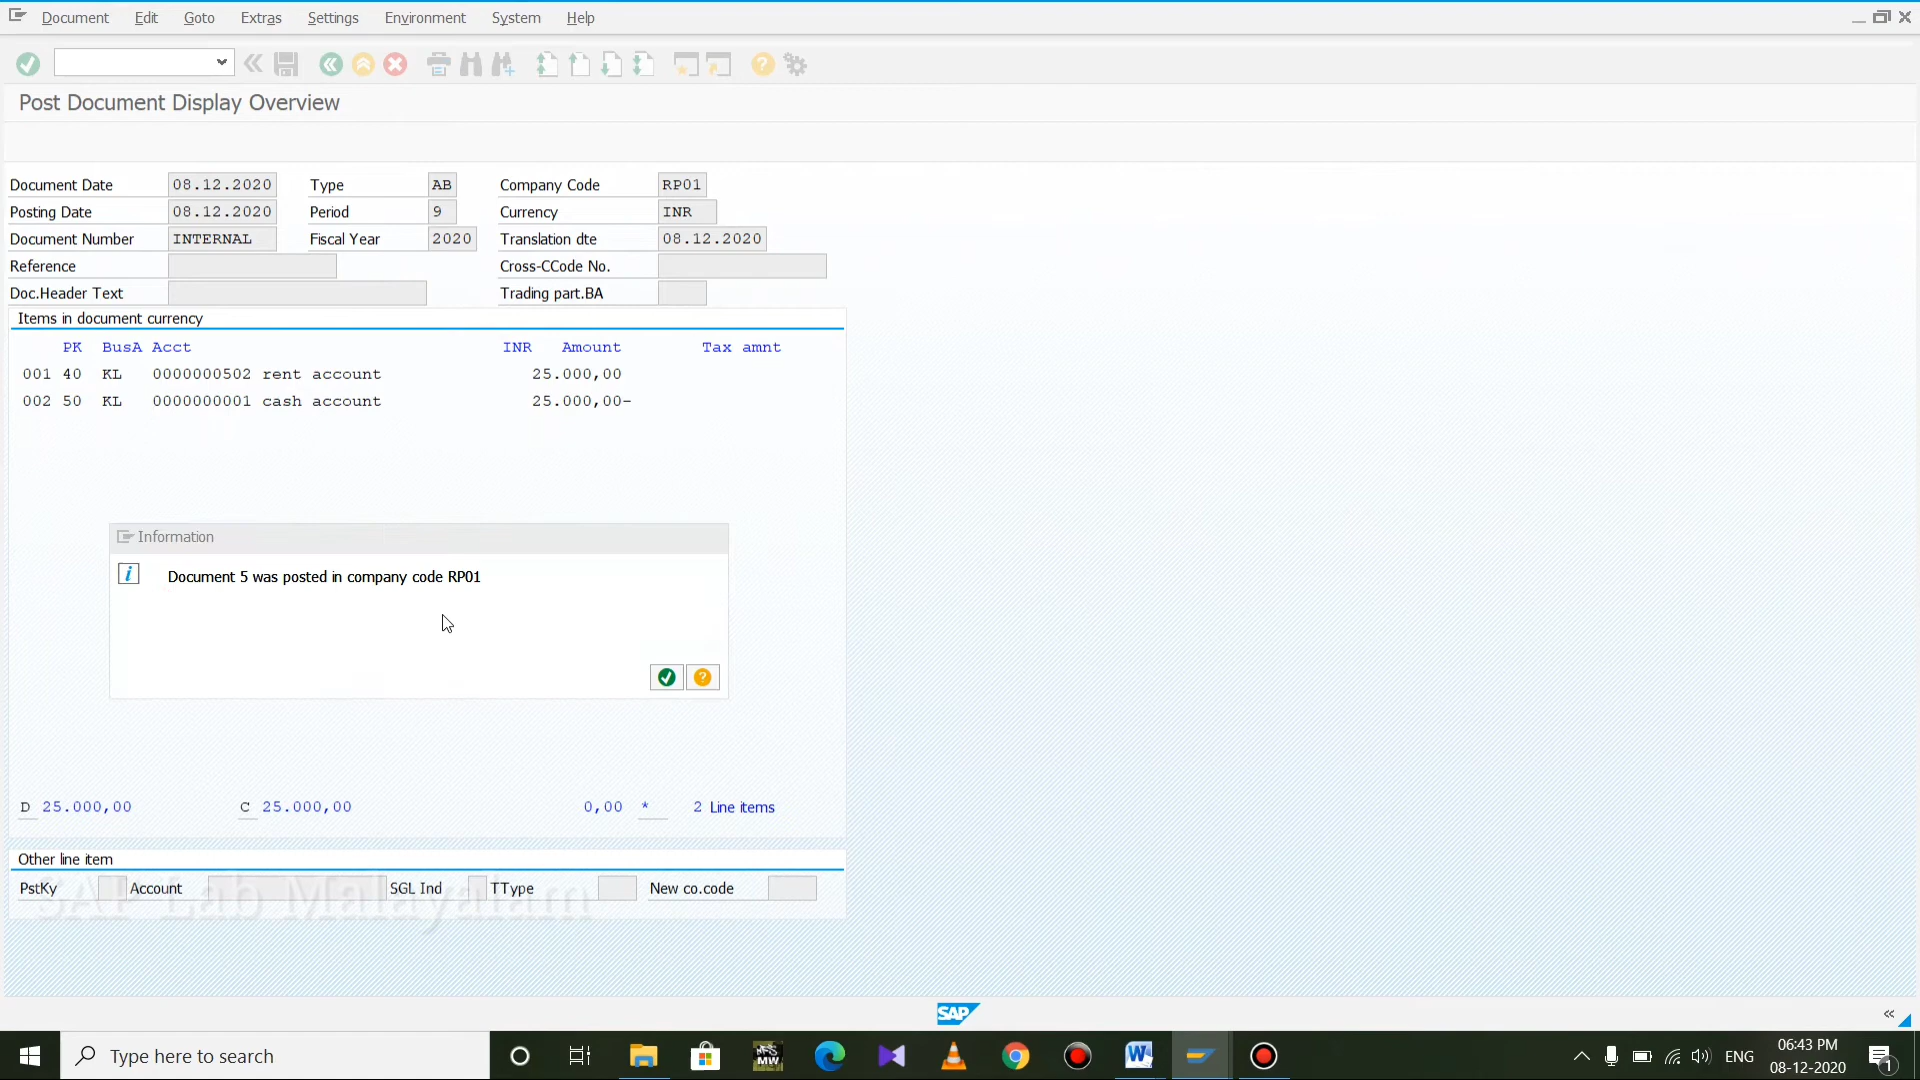 Document Edit Goto Extras Settings Environment System Help
Post Document Display Overview
Document Date 08.12.2020 Type AB Company Code RP01
Posting Date 08.12.2020 Period 9 Currency INR
Document Number INTERNAL Fiscal Year 2020 Translation dte 08.12.2020
Reference Cross-CCode No.
Doc.Header Text Trading part.BA
Items in document currency
PK BusA Acct INR Amount Tax amnt
001 40 KL 0000000502 rent account 25.000,00
002 50 KL 0000000001 cash account 25.000,00-
Information
i Document 5 was posted in company code RP01
D 25.000,00 C 25.000,00 0,00 * 2 Line items
Other line item
PstKy Account SGL Ind TType New co.code
SAP Lab Malayalam
SAP
Type here to search
MW
ENG
06:43 PM
08-12-2020
1